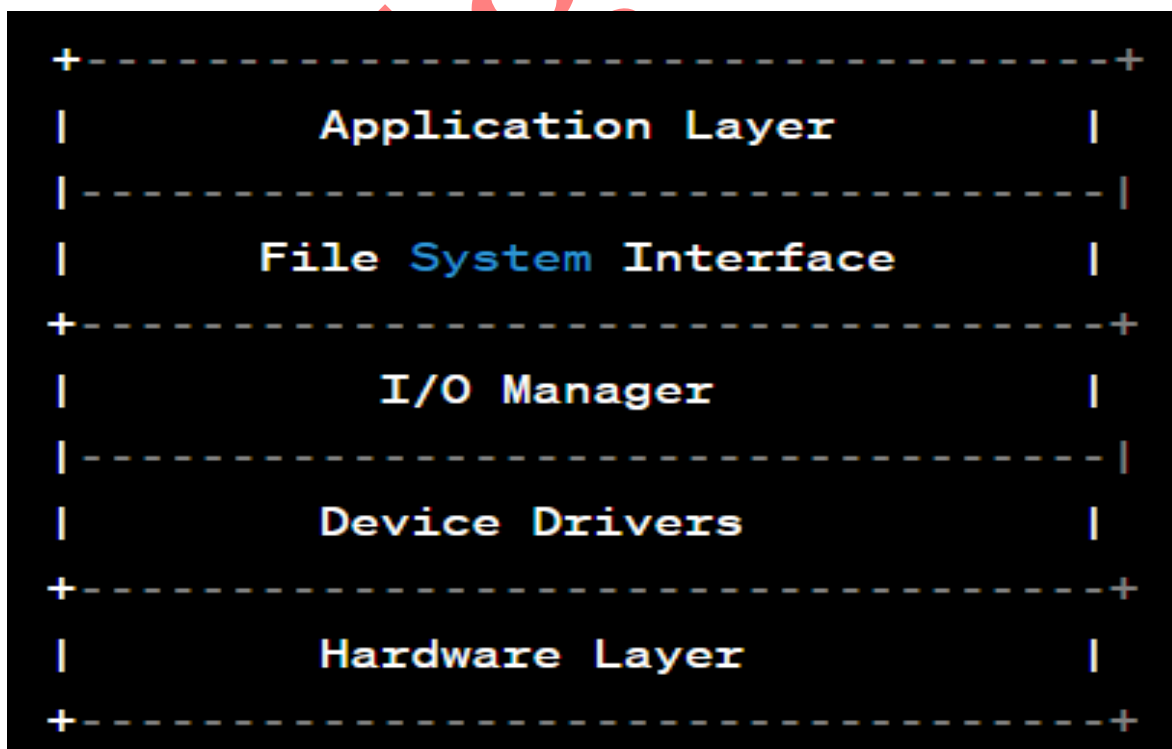 +-----------------------------------+
| Application Layer |
|----------------------------------|
| File System Interface |
+----------------------------------+
| I/O Manager |
|----------------------------------|
| Device Drivers |
+----------------------------------+
| Hardware Layer |
+----------------------------------+